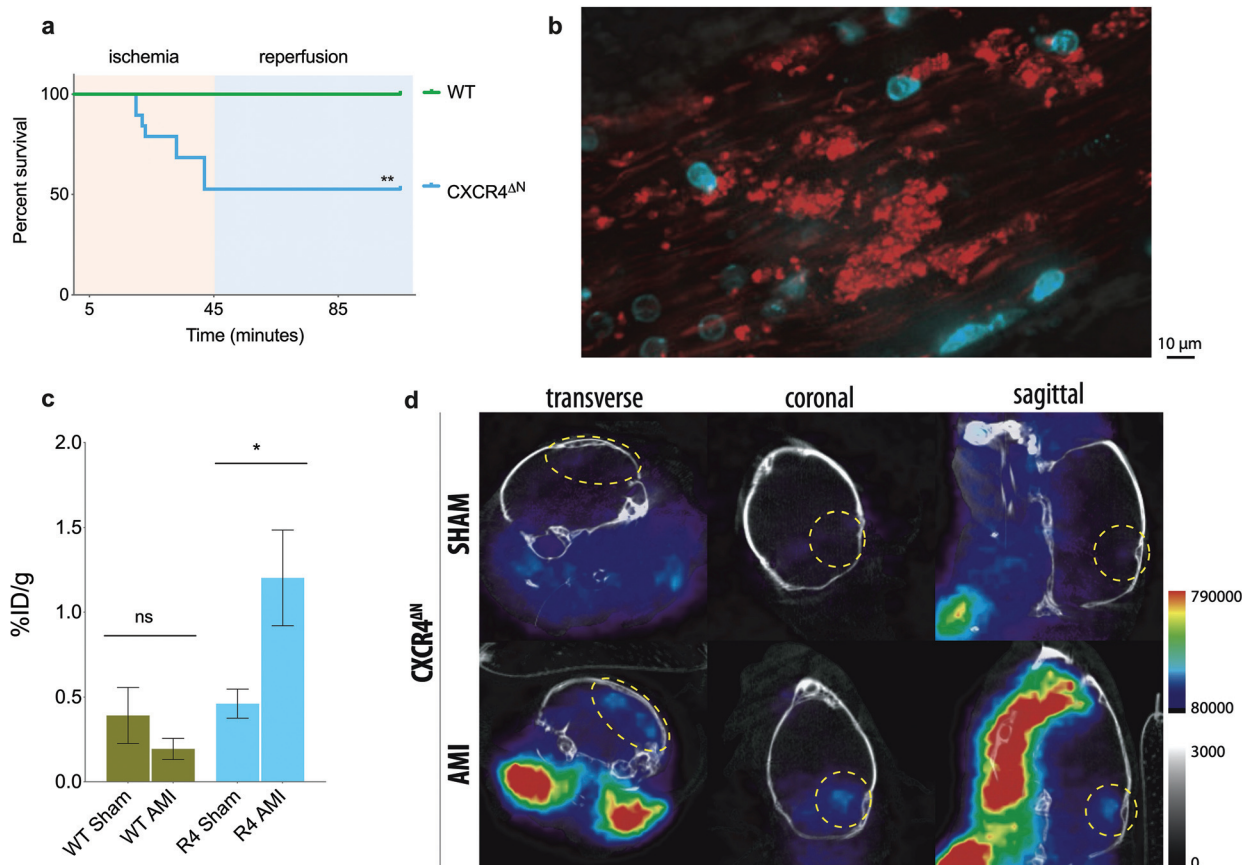 a
ischemia reperfusion
100
50
0
Percent survival
**
WT
CXCR4ΔN
5 45 85
Time (minutes)
b
10 μm
c
2.0
1.5
1.0
0.5
0.0
%ID/g
ns
*
WT Sham
WT AMI
R4 Sham
R4 AMI
d
transverse coronal sagittal
CXCR4ΔN
SHAM
AMI
790000
80000
3000
0